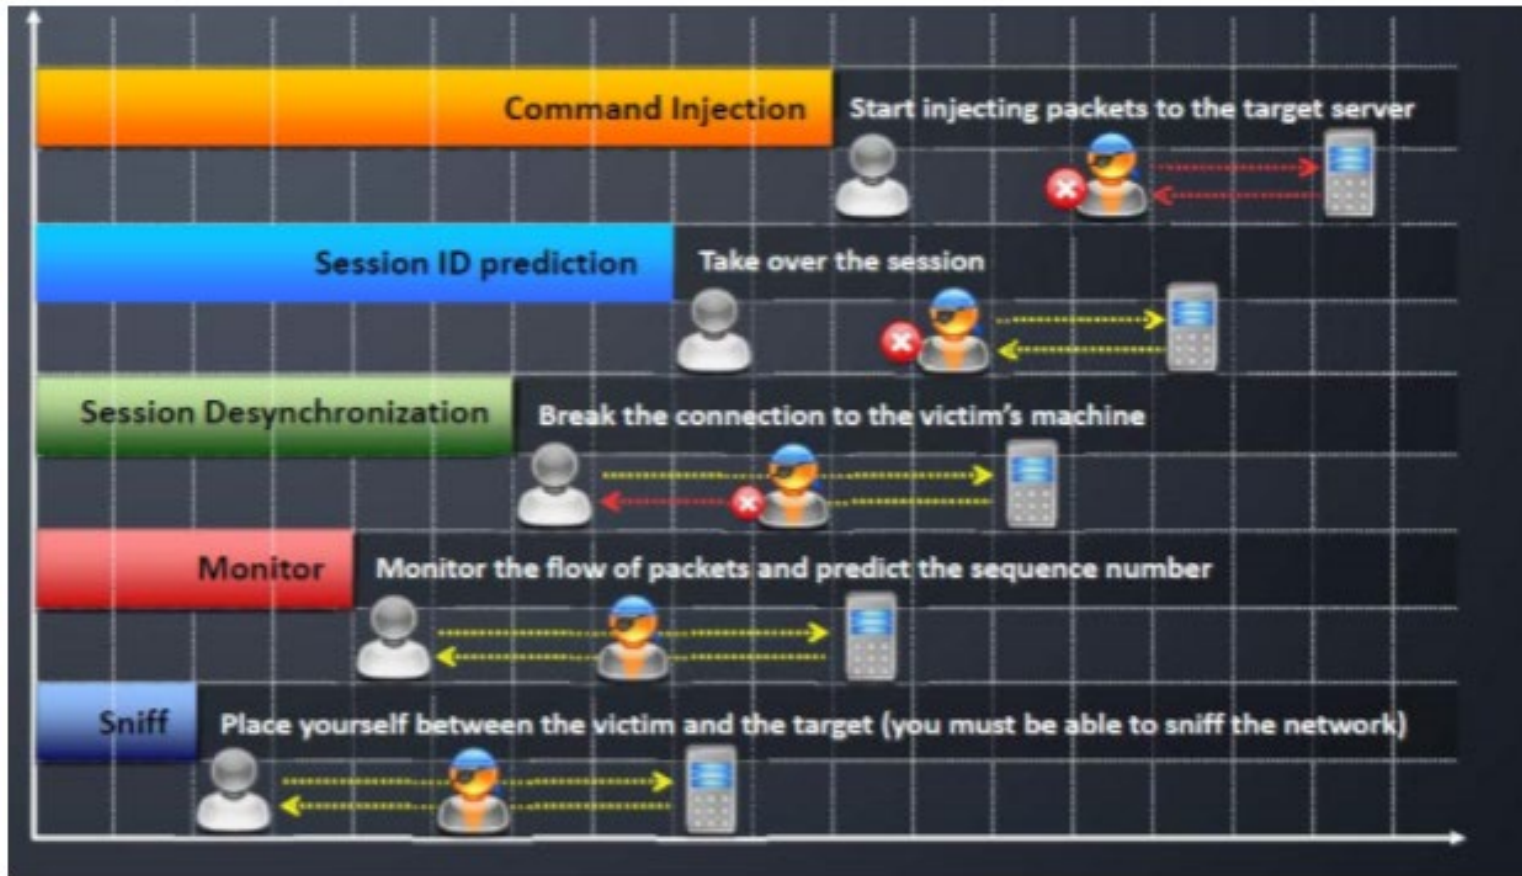 Command Injection
Start injecting packets to the target server
Session ID prediction
Take over the session
Session Desynchronization
Break the connection to the victim's machine
Monitor
Monitor the flow of packets and predict the sequence number
Sniff
Place yourself between the victim and the target (you must be able to sniff the network)